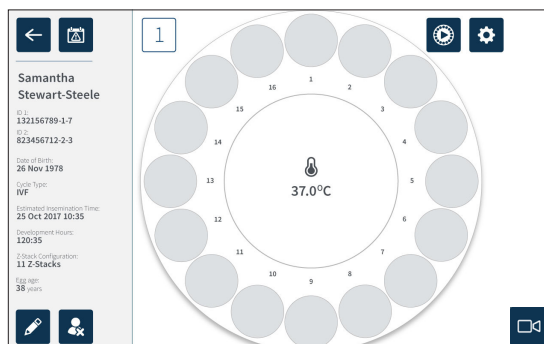 Samantha
Stewart-Steele
ID 1:
132156789-1-7
ID 2:
823456712-2-3
Date of Birth:
26 Nov 1978
Cycle Type:
IVF
Estimated Insemination Time:
25 Oct 2017 10:35
Development Hours:
120:35
Z-Stack Configuration:
11 Z-Stacks
Egg age:
38 years
1
1
2
3
4
5
6
7
8
9
10
11
12
13
14
15
16
37.0°C